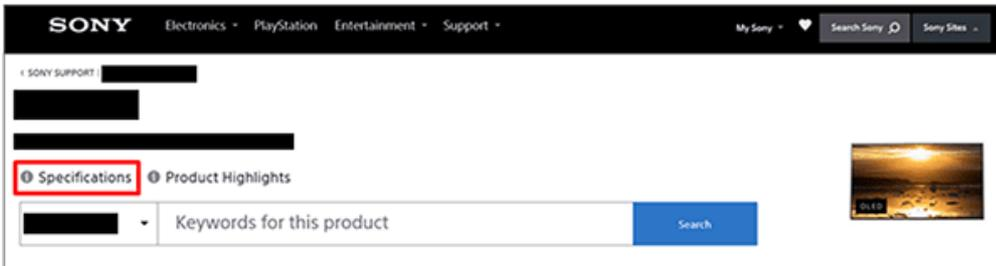 SONY Electronics PlayStation Entertainment Support My Sony Search Sony Sony Sites
< SONY SUPPORT |
Specifications Product Highlights
OLED
Keywords for this product Search